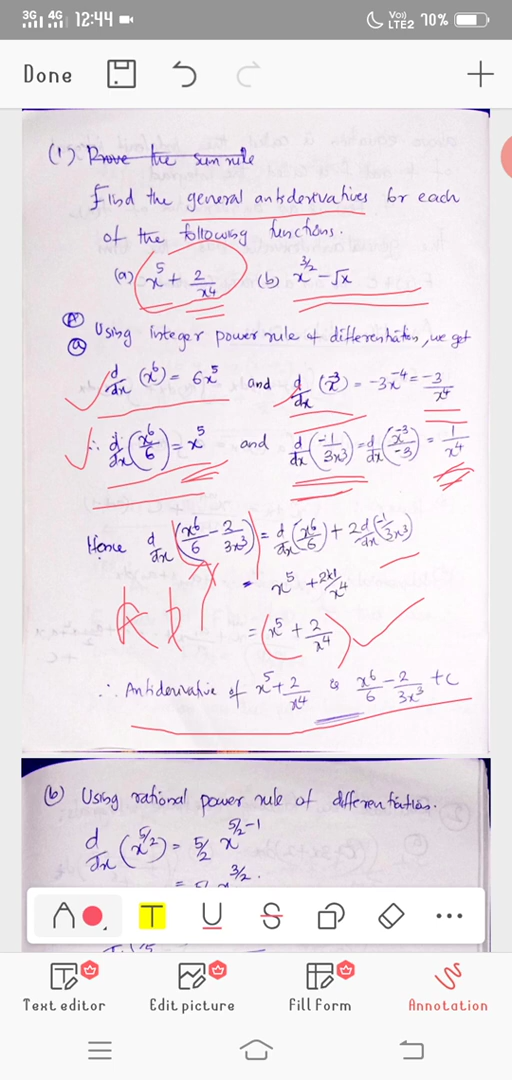 3G 4G 12:44 Vo) LTE2 70%
Done
(1) Prove the sum rule
Find the general antiderivatives for each
of the following functions.
(a) x^5 + 2/x^4 (b) x^{3/2} - √x
(a) Using integer power rule of differentiation, we get
d/dx (x^6) = 6x^5 and d/dx (x^{-3}) = -3x^{-4} = -3/x^4
∴ d/dx (x^6/6) = x^5 and d/dx (-1/3x^3) = d/dx (x^{-3}/-3) = 1/x^4
Hence d/dx (x^6/6 - 2/3x^3) = d/dx (x^6/6) + 2d/dx (-1/3x^3)
= x^5 + 2×1/x^4
= (x^5 + 2/x^4)
∴ Antiderivative of x^5 + 2/x^4 is x^6/6 - 2/3x^3 + c
(b) Using rational power rule of differentiation.
d/dx (x^{5/2}) = 5/2 x^{5/2-1}
x^{3/2}.
Text editor Edit picture Fill form Annotation